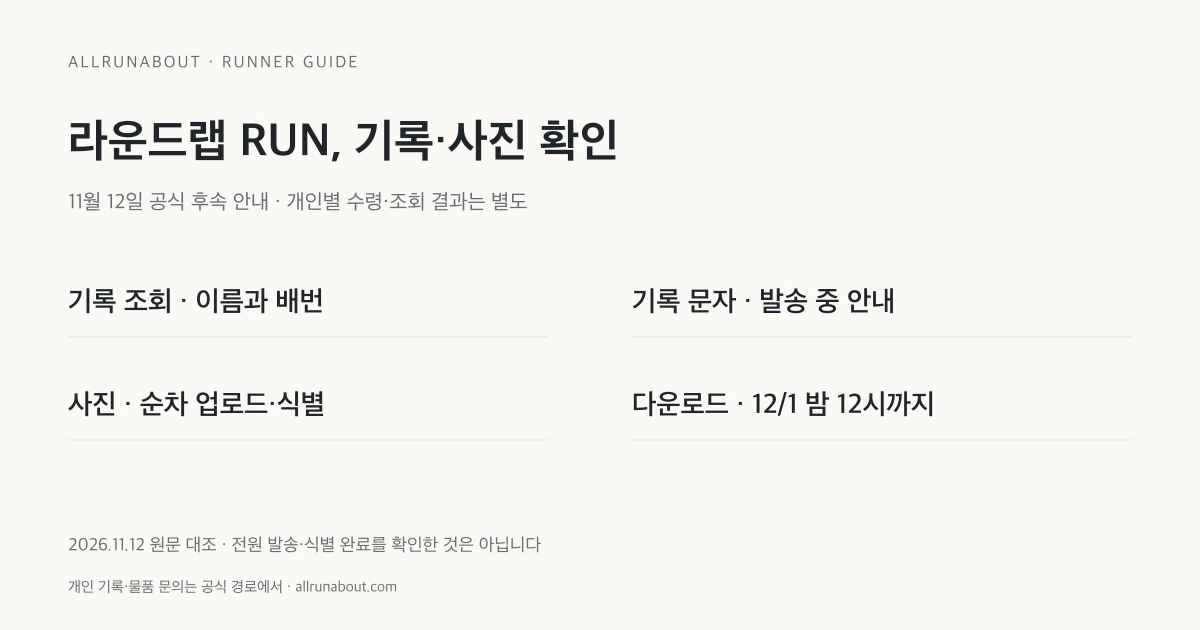 ALLRUNABOUT · RUNNER GUIDE
라운드랩 RUN, 기록·사진 확인
11월 12일 공식 후속 안내 · 개인별 수령·조회 결과는 별도
기록 조회 · 이름과 배번
기록 문자 · 발송 중 안내
사진 · 순차 업로드·식별
다운로드 · 12/1 밤 12시까지
2026.11.12 원문 대조 · 전원 발송·식별 완료를 확인한 것은 아닙니다
개인 기록·물품 문의는 공식 경로에서 · allrunabout.com